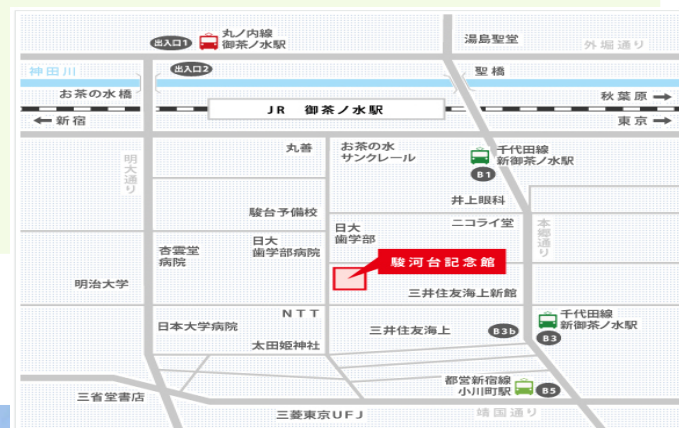 出入口1
丸ノ内線
御茶ノ水駅
湯島聖堂
外堀通り
神田川
出入口2
聖橋
お茶の水橋
秋葉原→
JR 御茶ノ水駅
←新宿
東京→
明大通り
丸善
お茶の水
サンクレール
千代田線
新御茶ノ水駅
B1
井上眼科
駿台予備校
ニコライ堂
本郷通り
日大
歯学部
日大
歯学部病院
杏雲堂
病院
駿河台記念館
明治大学
三井住友海上新館
NTT
日本大学病院
三井住友海上
B3b
千代田線
新御茶ノ水駅
B3
太田姫神社
都営新宿線
小川町駅
B5
三省堂書店
三菱東京UFJ
靖国通り